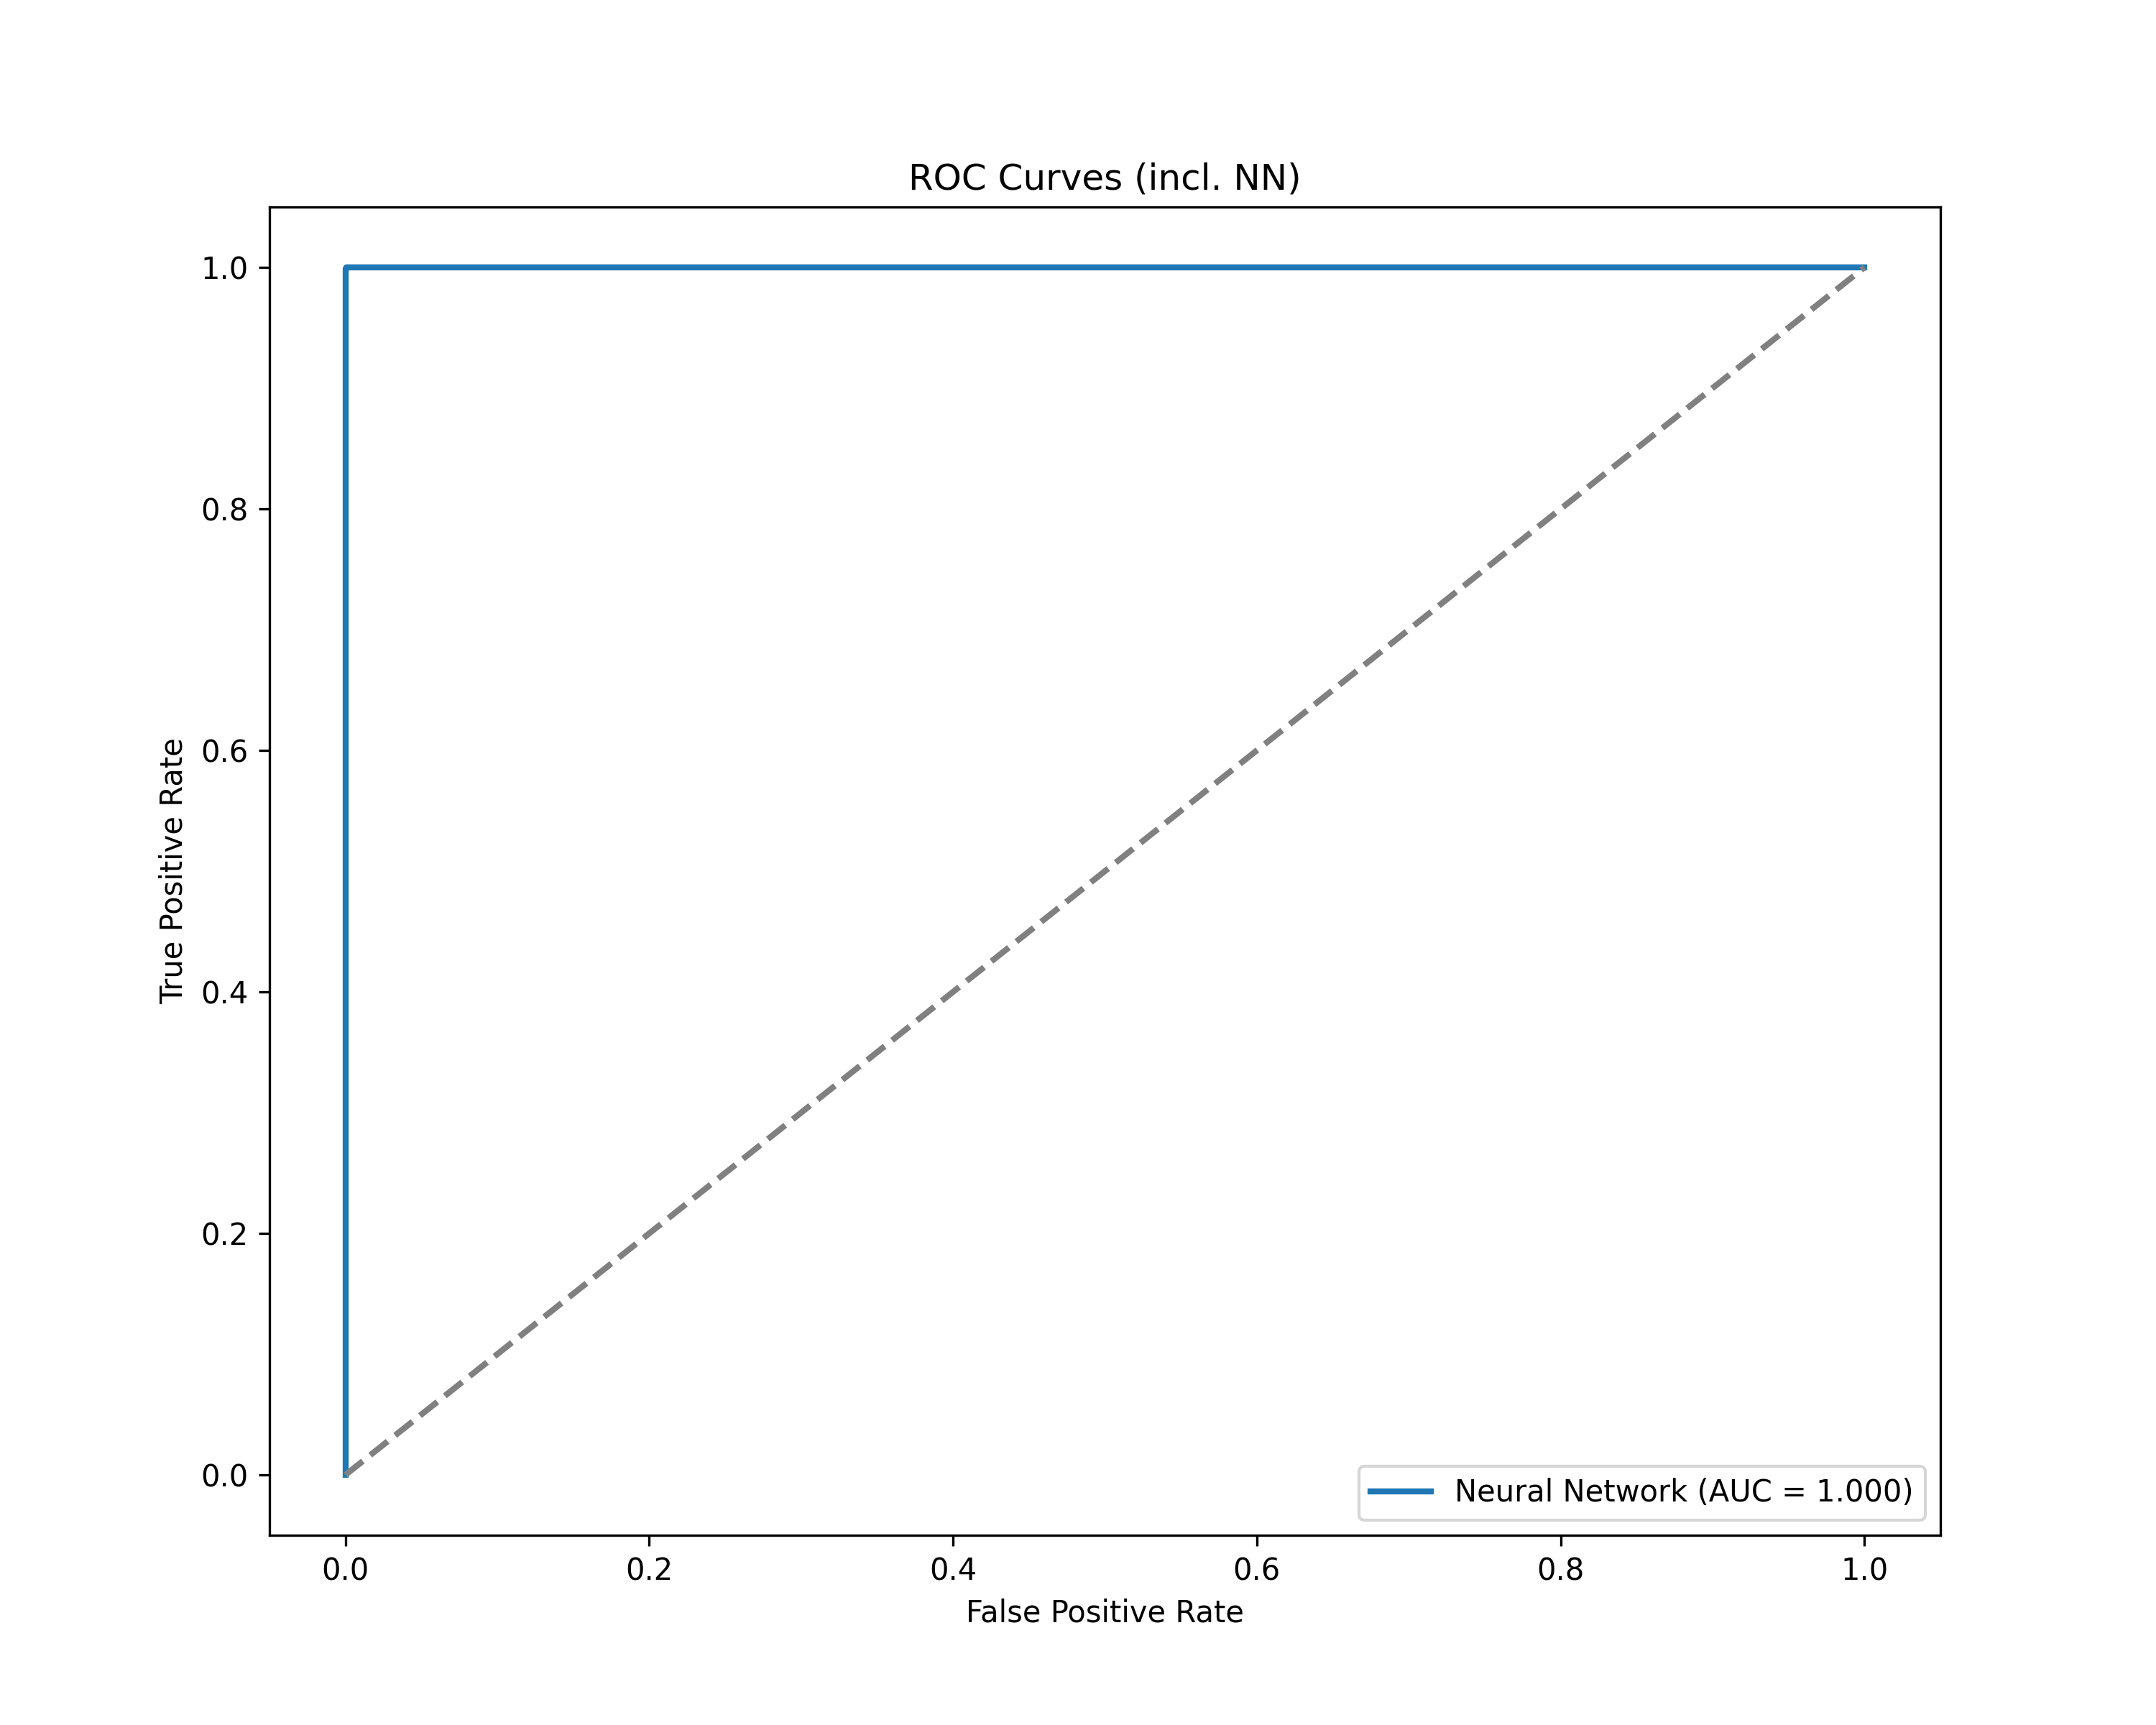 ROC Curves (incl. NN)
True Positive Rate
1.0
0.8
0.6
0.4
0.2
0.0
Neural Network (AUC = 1.000)
0.0 0.2 0.4 0.6 0.8 1.0
False Positive Rate